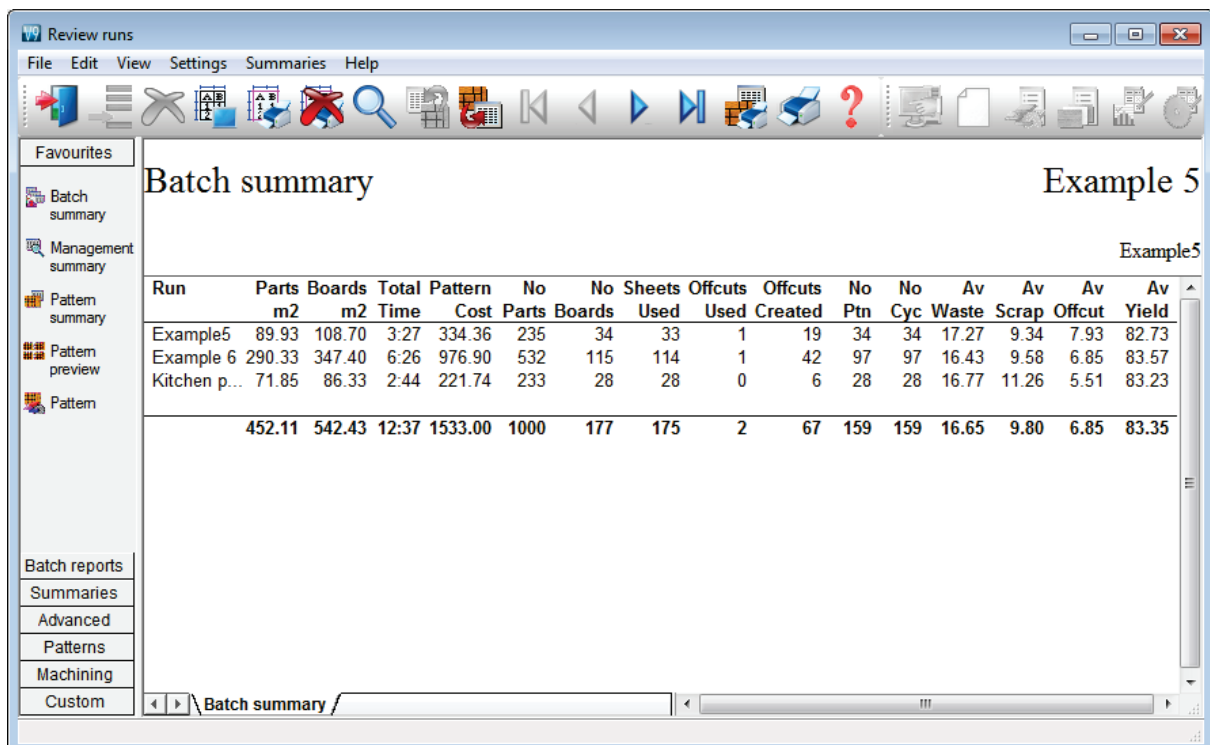 V9 Review runs
File Edit View Settings Summaries Help
Favourites
Batch
summary
Management
summary
Pattern
summary
Pattern
preview
Pattern
Batch reports
Summaries
Advanced
Patterns
Machining
Custom
Batch summary Example 5
Example5
Run Parts Boards Total Pattern No No Sheets Offcuts Offcuts No No Av Av Av Av
m2 m2 Time Cost Parts Boards Used Used Created Ptn Cyc Waste Scrap Offcut Yield
Example5 89.93 108.70 3:27 334.36 235 34 33 1 19 34 34 17.27 9.34 7.93 82.73
Example 6 290.33 347.40 6:26 976.90 532 115 114 1 42 97 97 16.43 9.58 6.85 83.57
Kitchen p... 71.85 86.33 2:44 221.74 233 28 28 0 6 28 28 16.77 11.26 5.51 83.23
452.11 542.43 12:37 1533.00 1000 177 175 2 67 159 159 16.65 9.80 6.85 83.35
Batch summary